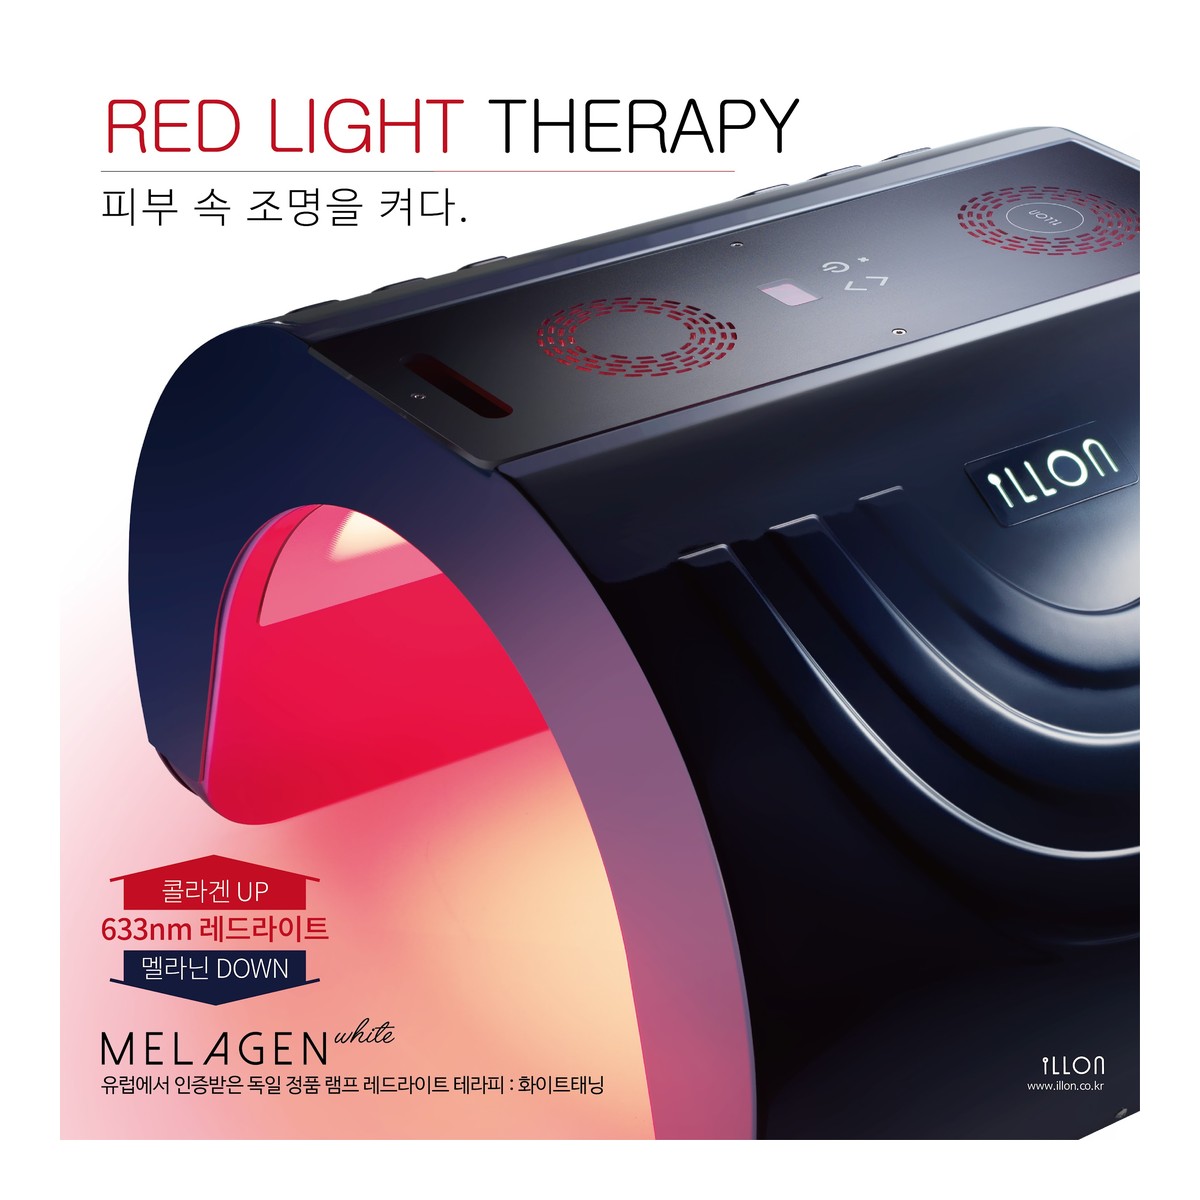 RED LIGHT THERAPY
피부 속 조명을 켜다.
illon
illon
콜라겐 UP
633nm 레드라이트
멜라닌 DOWN
MELAGEN white
유럽에서 인증받은 독일 정품 램프 레드라이트 테라피 : 화이트태닝
illon
www.illon.co.kr